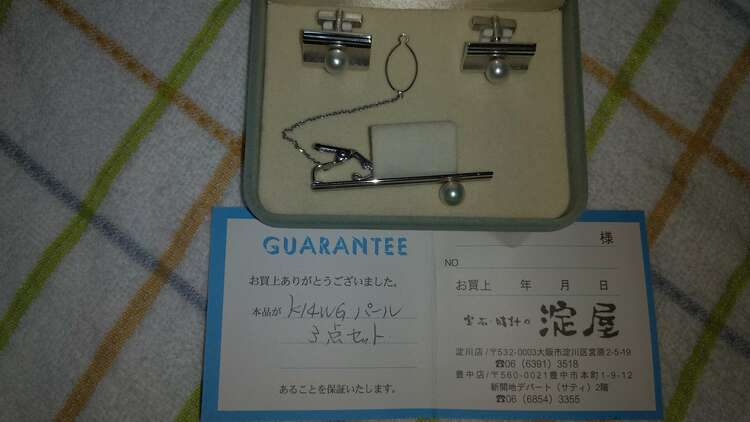 GUARANTEE
お買上ありがとうございました。
本品が K14WG パール
3点セット
あることを保証いたします。
様
NO
お買上 年 月 日
宝石・時計の 淀屋
淀川店/〒532-0003大阪市淀川区宮原2-5-19
☎06 (6391) 3518
豊中店/〒560-0021豊中市本町1-9-12
新開地デパート (サティ) 2階
☎06 (6854) 3355